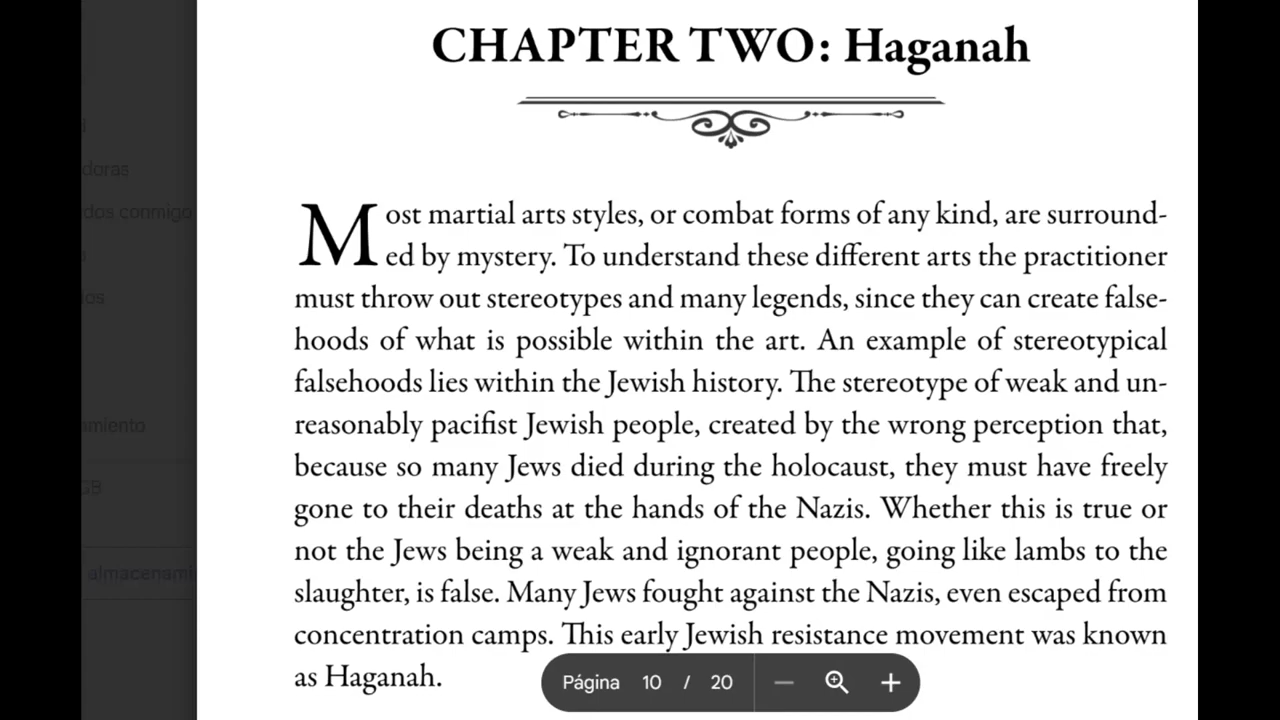 CHAPTER TWO: Haganah
Most martial arts styles, or combat forms of any kind, are surround-
ed by mystery. To understand these different arts the practitioner
must throw out stereotypes and many legends, since they can create false-
hoods of what is possible within the art. An example of stereotypical
falsehoods lies within the Jewish history. The stereotype of weak and un-
reasonably pacifist Jewish people, created by the wrong perception that,
because so many Jews died during the holocaust, they must have freely
gone to their deaths at the hands of the Nazis. Whether this is true or
not the Jews being a weak and ignorant people, going like lambs to the
slaughter, is false. Many Jews fought against the Nazis, even escaped from
concentration camps. This early Jewish resistance movement was known
as Haganah.
Página 10 / 20
doras
dos conmigo
los
amiento
GB
almacenami